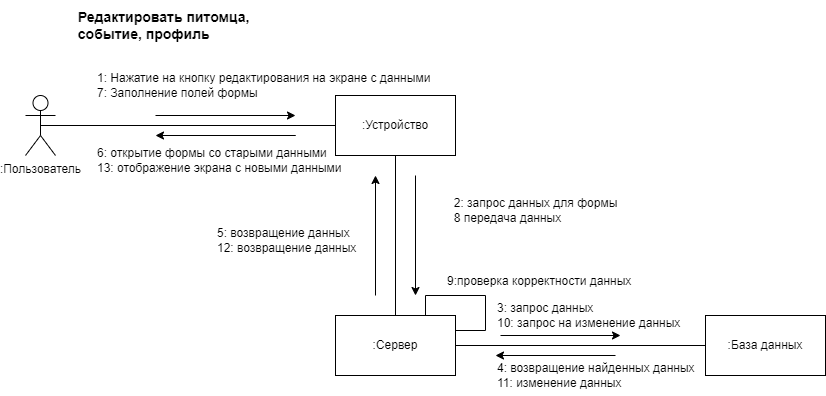 Редактировать питомца,
событие, профиль
1: Нажатие на кнопку редактирования на экране с данными
7: Заполнение полей формы
:Устройство
:Пользователь
6: открытие формы со старыми данными
13: отображение экрана с новыми данными
2: запрос данных для формы
8 передача данных
5: возвращение данных
12: возвращение данных
9:проверка корректности данных
3: запрос данных
10: запрос на изменение данных
:Сервер
:База данных
4: возвращение найденных данных
11: изменение данных